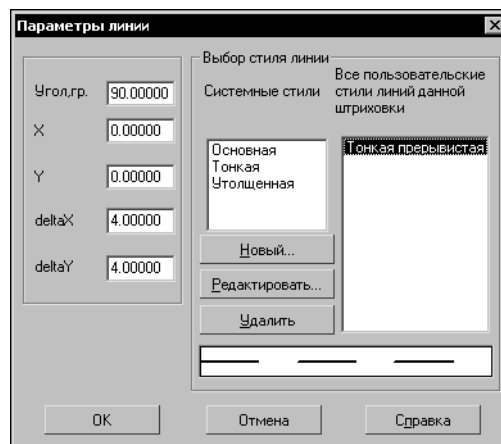 Параметры линии
Угол,гр. 90.00000
X 0.00000
Y 0.00000
deltaX 4.00000
deltaY 4.00000
Выбор стиля линии
Системные стили
Основная
Тонкая
Утолщенная
Новый...
Редактировать...
Удалить
Все пользовательские
стили линий данной
штриховки
Тонкая прерывистая
OK Отмена Справка